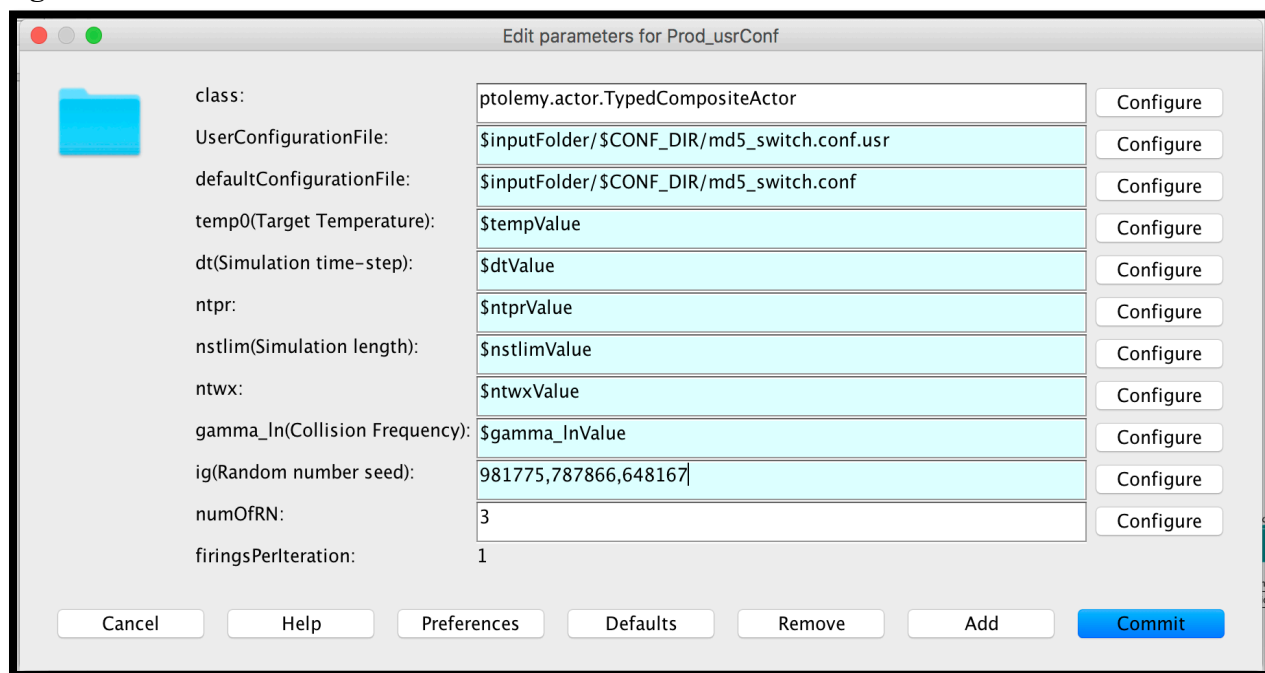 Edit parameters for Prod_usrConf
class: ptolemy.actor.TypedCompositeActor Configure
UserConfigurationFile: $inputFolder/$CONF_DIR/md5_switch.conf.usr Configure
defaultConfigurationFile: $inputFolder/$CONF_DIR/md5_switch.conf Configure
temp0(Target Temperature): $tempValue Configure
dt(Simulation time-step): $dtValue Configure
ntpr: $ntprValue Configure
nstlim(Simulation length): $nstlimValue Configure
ntwx: $ntwxValue Configure
gamma_ln(Collision Frequency): $gamma_lnValue Configure
ig(Random number seed): 981775,787866,648167 Configure
numOfRN: 3 Configure
firingsPerIteration: 1
Cancel Help Preferences Defaults Remove Add Commit